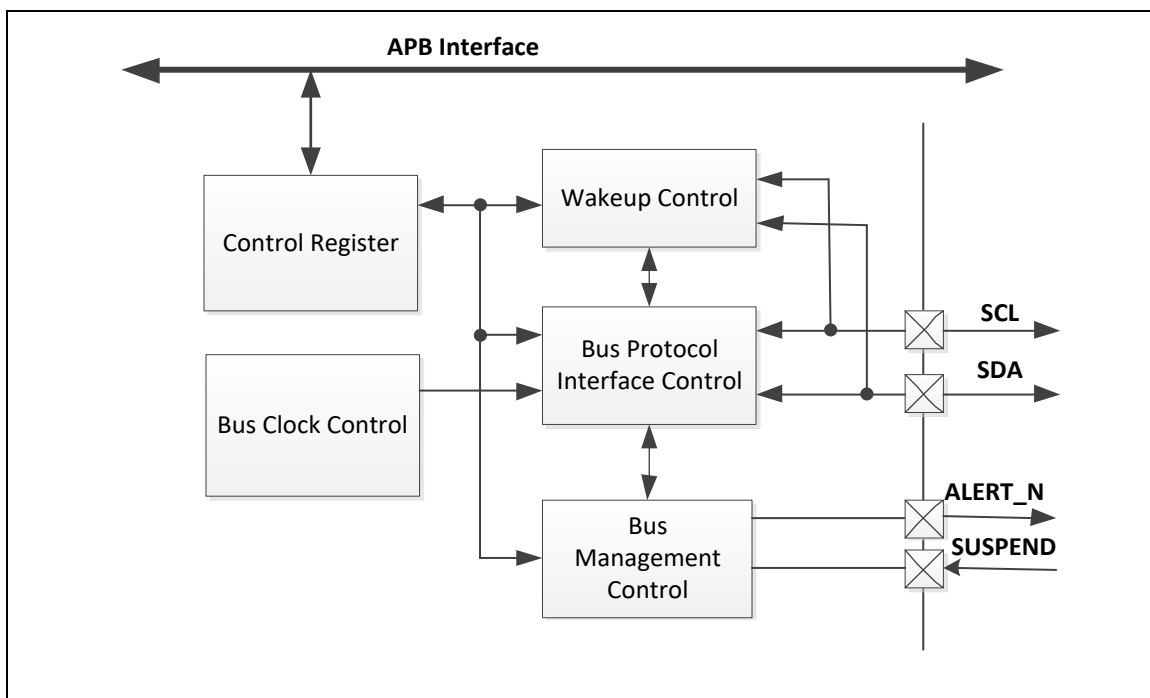 APB Interface
Wakeup Control
Control Register
SCL
Bus Protocol
Interface Control
SDA
Bus Clock Control
ALERT_N
Bus
Management
Control
SUSPEND